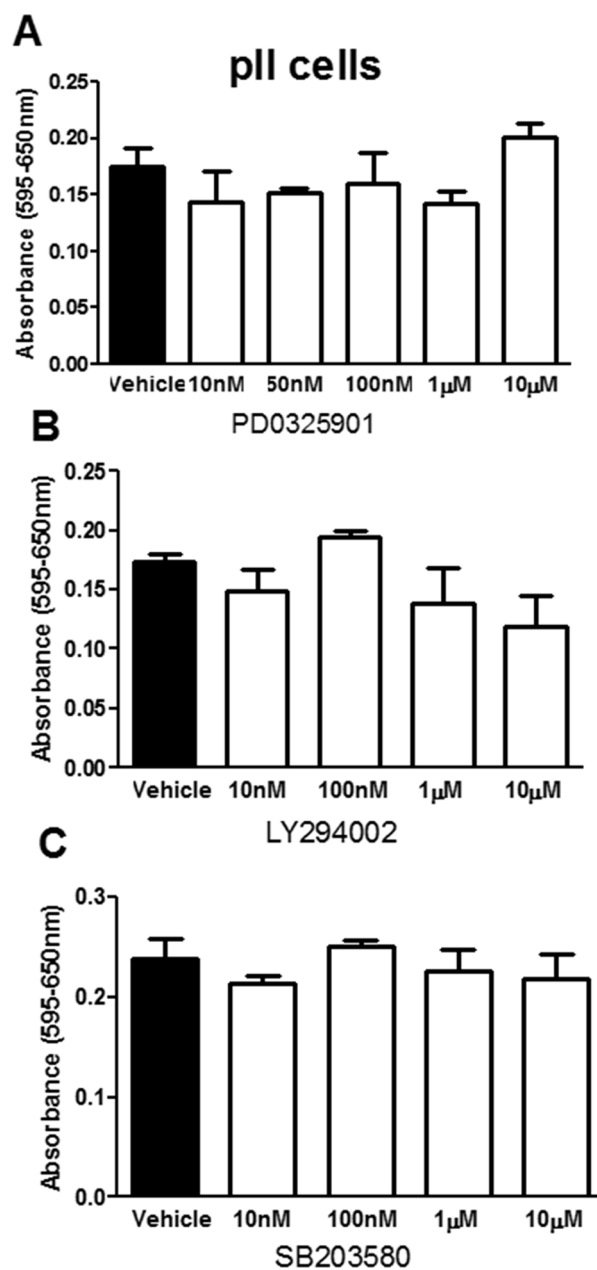 A
pII cells
Absorbance (595-650nm)
0.25
0.20
0.15
0.10
0.05
0.00
Vehicle 10nM 50nM 100nM 1µM 10µM
PD0325901
B
Absorbance (595-650nm)
0.25
0.20
0.15
0.10
0.05
0.00
Vehicle 10nM 100nM 1µM 10µM
LY294002
C
Absorbance (595-650nm)
0.3
0.2
0.1
0.0
Vehicle 10nM 100nM 1µM 10µM
SB203580